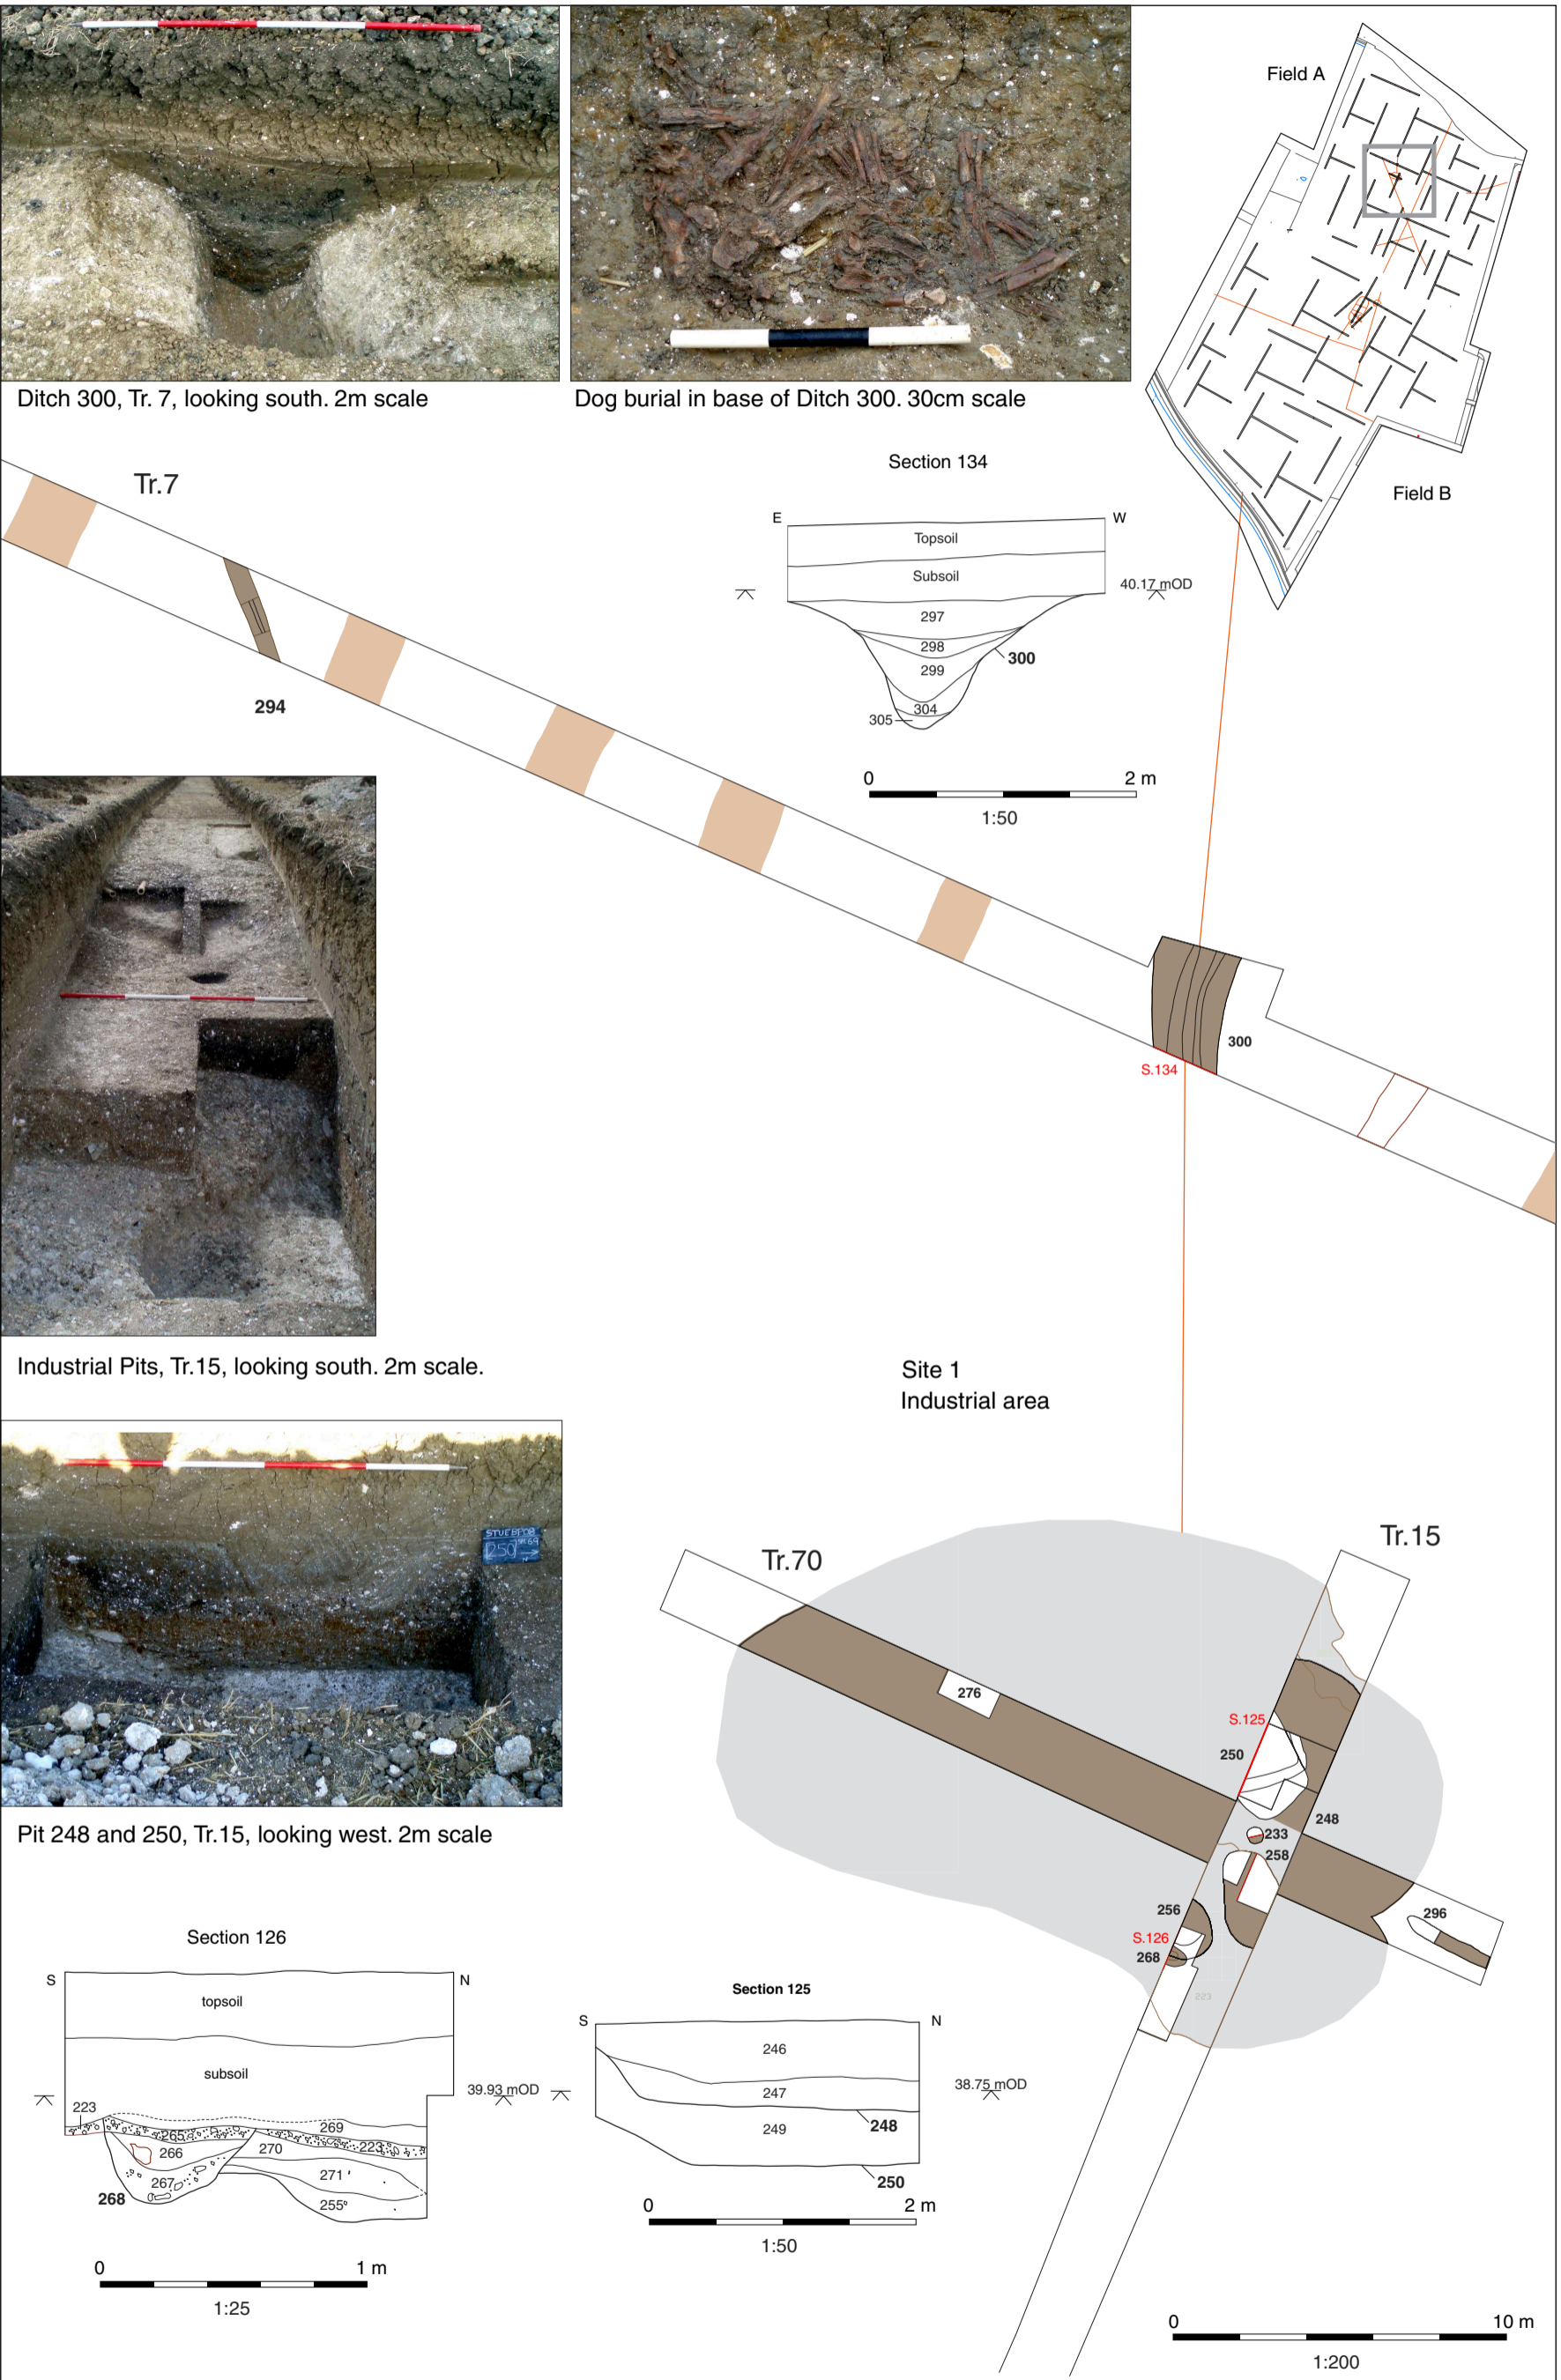 Field A
Ditch 300, Tr. 7, looking south. 2m scale
Dog burial in base of Ditch 300. 30cm scale
Field B
Tr.7
Section 134
E
W
Topsoil
Subsoil
40.17 mOD
297
298
299
300
304
305
294
0
2 m
1:50
300
S.134
Industrial Pits, Tr.15, looking south. 2m scale.
Site 1
Industrial area
250
Pit 248 and 250, Tr.15, looking west. 2m scale
Tr.70
Tr.15
276
S.125
250
248
233
258
256
S.126
268
296
223
Section 126
S
N
topsoil
subsoil
39.93 mOD
223
269
265
266
270
223
267
271
268
255
0
1 m
1:25
Section 125
S
N
246
247
38.75 mOD
248
249
250
0
2 m
1:50
0
10 m
1:200